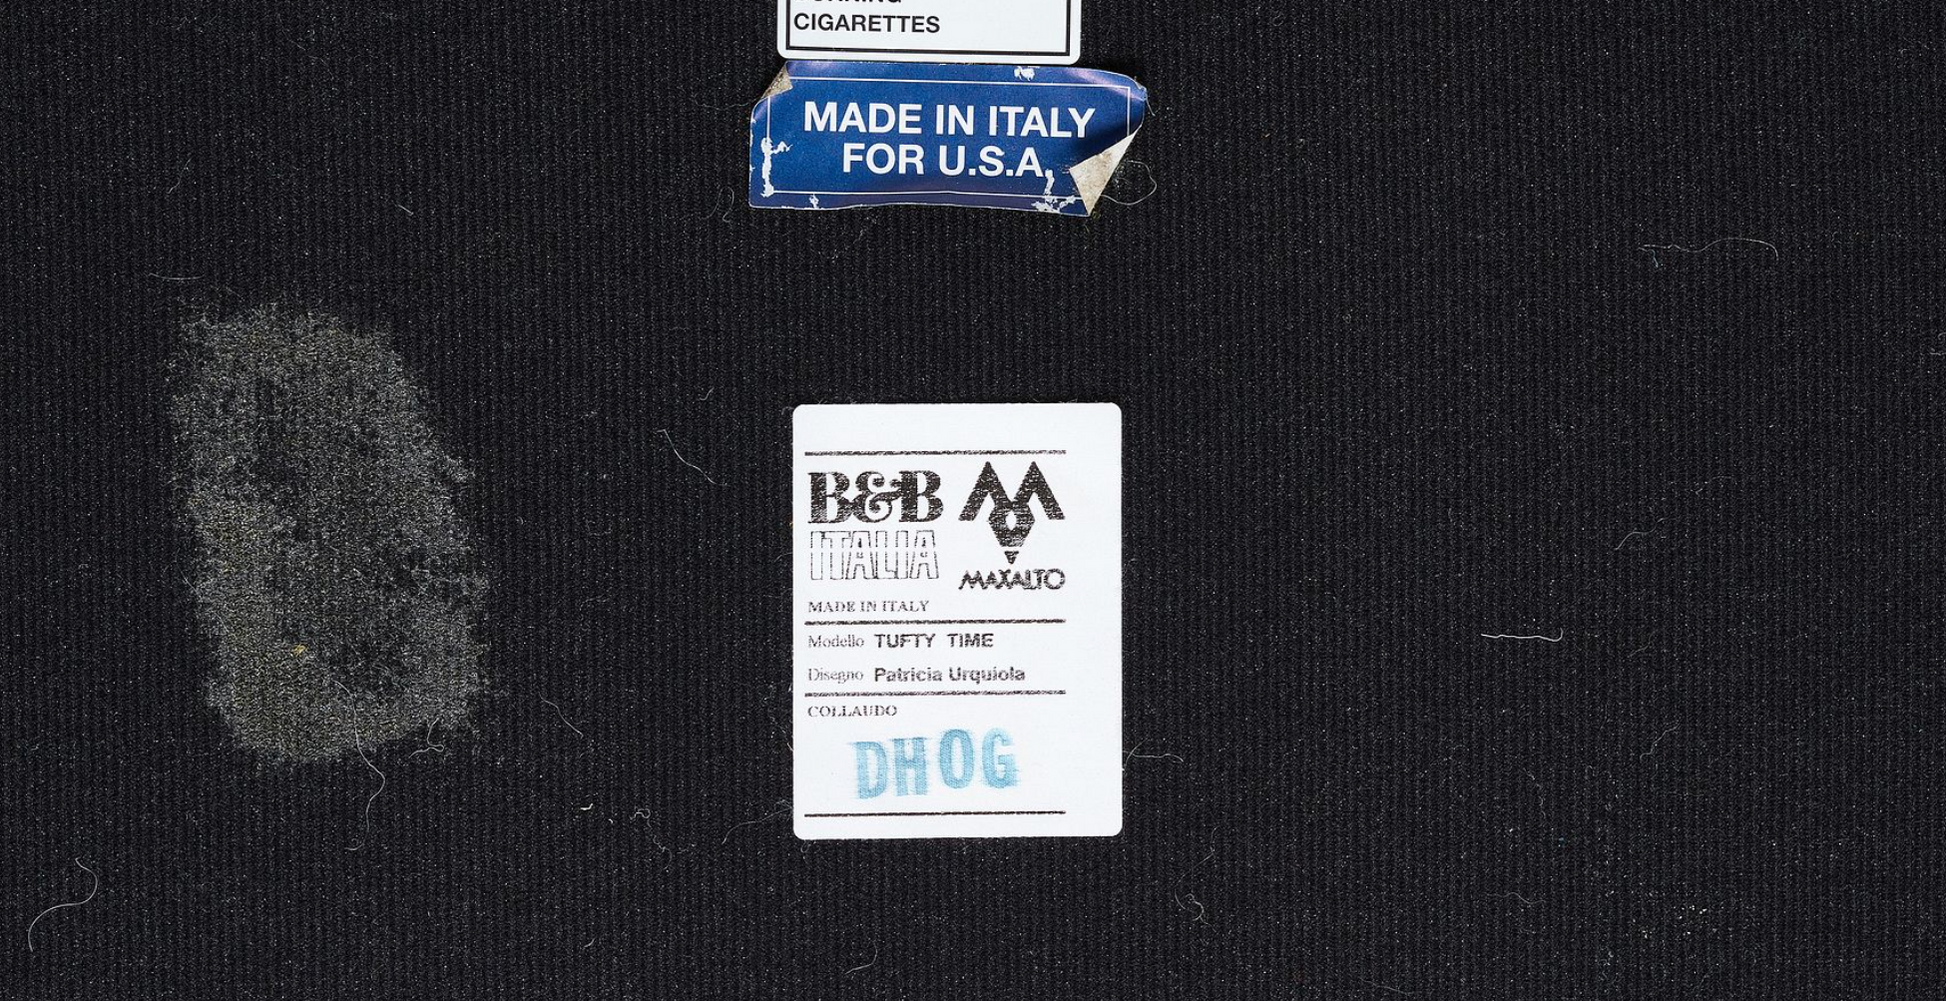 CIGARETTES
MADE IN ITALY
FOR U.S.A.
B&B
ITALIA
MAXALTO
MADE IN ITALY
Modello TUFTY TIME
Disegno Patricia Urquiola
COLLAUDO
DHOG